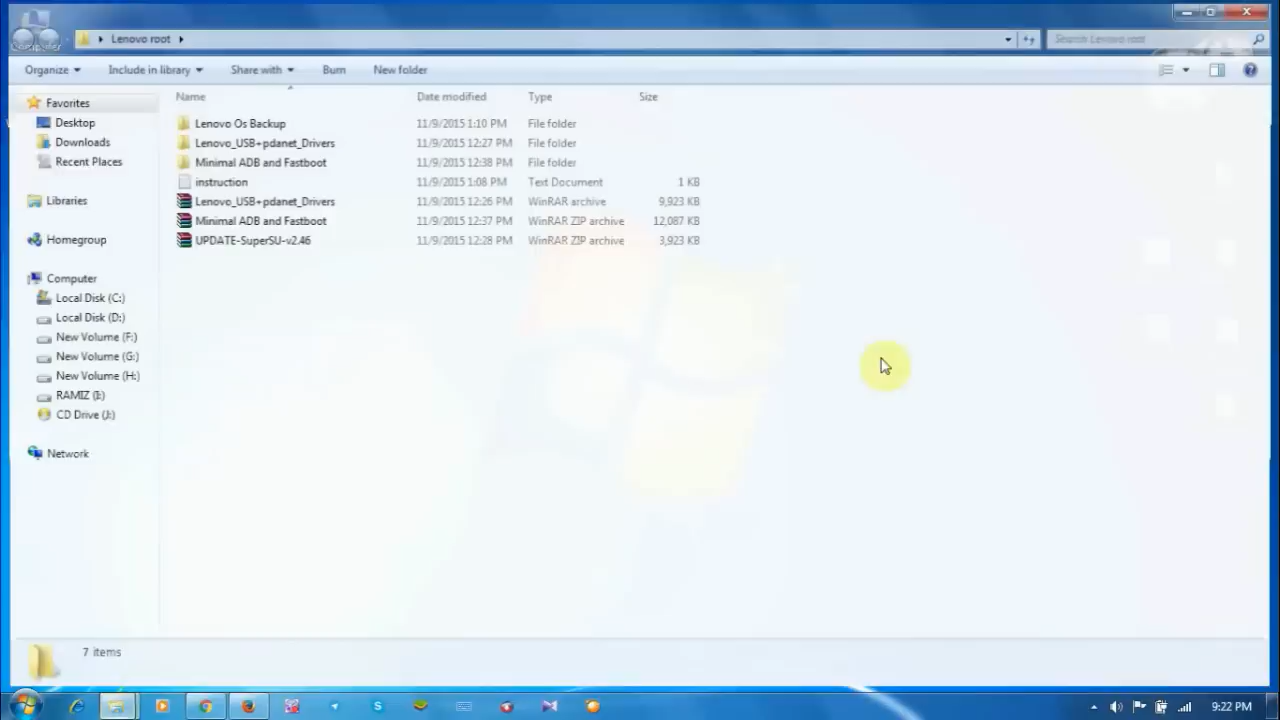 Computer
Lenovo root
Search Lenovo root
Organize Include in library Share with Burn New folder
Name Date modified Type Size
Favorites
Desktop
Downloads
Recent Places
Libraries
Homegroup
Computer
Local Disk (C:)
Local Disk (D:)
New Volume (F:)
New Volume (G:)
New Volume (H:)
RAMIZ (I:)
CD Drive (J:)
Network
Lenovo Os Backup 11/9/2015 1:10 PM File folder
Lenovo_USB+pdanet_Drivers 11/9/2015 12:27 PM File folder
Minimal ADB and Fastboot 11/9/2015 12:38 PM File folder
instruction 11/9/2015 1:08 PM Text Document 1 KB
Lenovo_USB+pdanet_Drivers 11/9/2015 12:26 PM WinRAR archive 9,923 KB
Minimal ADB and Fastboot 11/9/2015 12:37 PM WinRAR ZIP archive 12,087 KB
UPDATE-SuperSU-v2.46 11/9/2015 12:28 PM WinRAR ZIP archive 3,923 KB
7 items
9:22 PM